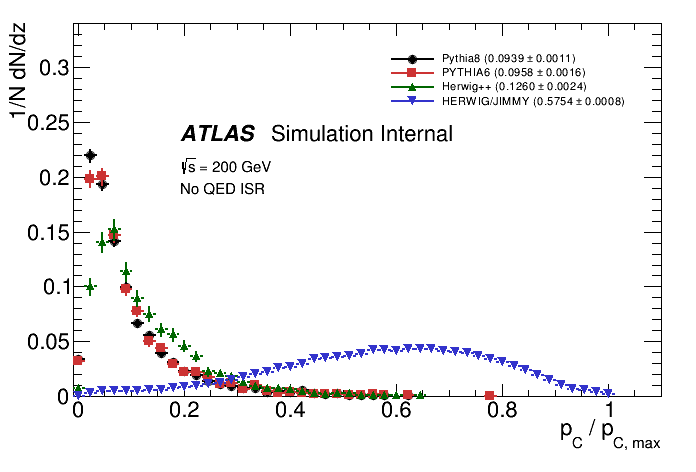 1/N dN/dz
0.3
0.25
0.2
0.15
0.1
0.05
0
Pythia8 (0.0939 ± 0.0011)
PYTHIA6 (0.0958 ± 0.0016)
Herwig++ (0.1260 ± 0.0024)
HERWIG/JIMMY (0.5754 ± 0.0008)
ATLAS Simulation Internal
√s = 200 GeV
No QED ISR
0 0.2 0.4 0.6 0.8 1
p_C / p_C, max